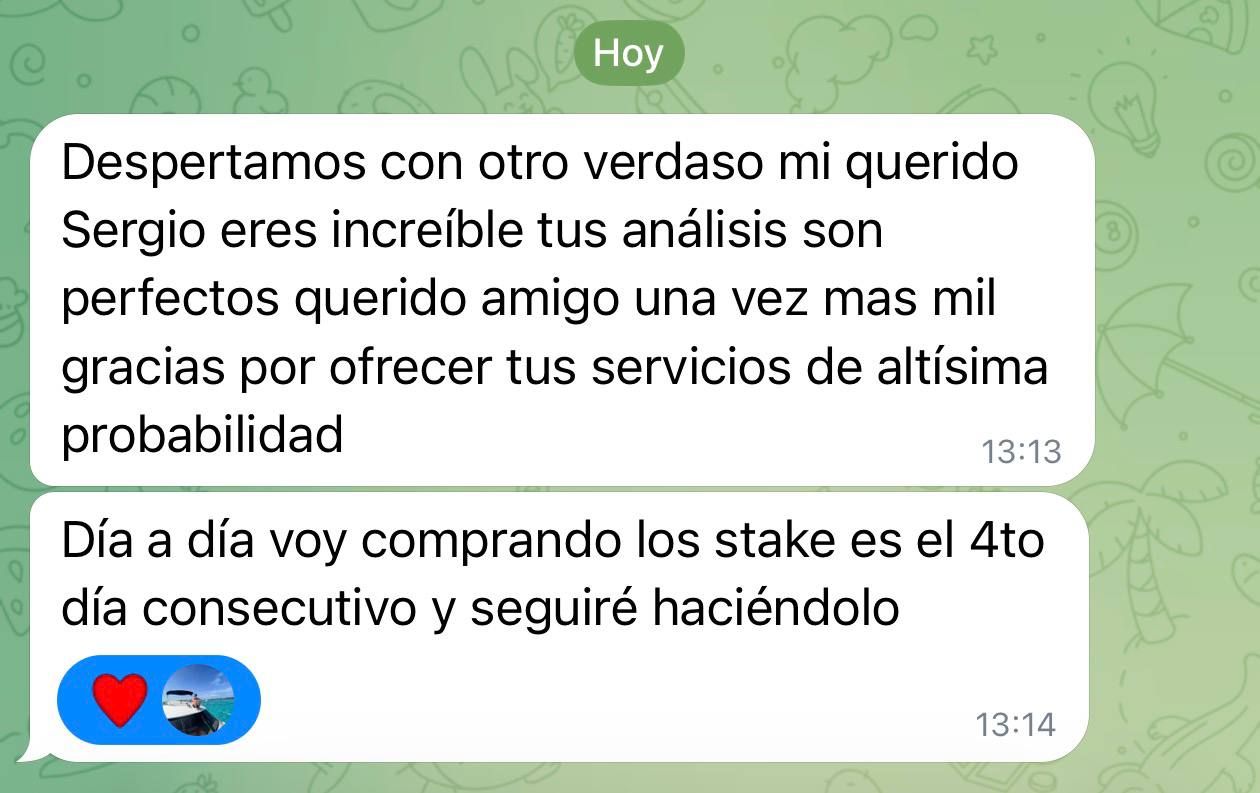 Hoy
Despertamos con otro verdaso mi querido
Sergio eres increíble tus análisis son
perfectos querido amigo una vez mas mil
gracias por ofrecer tus servicios de altísima
probabilidad
13:13
Día a día voy comprando los stake es el 4to
día consecutivo y seguiré haciéndolo
13:14